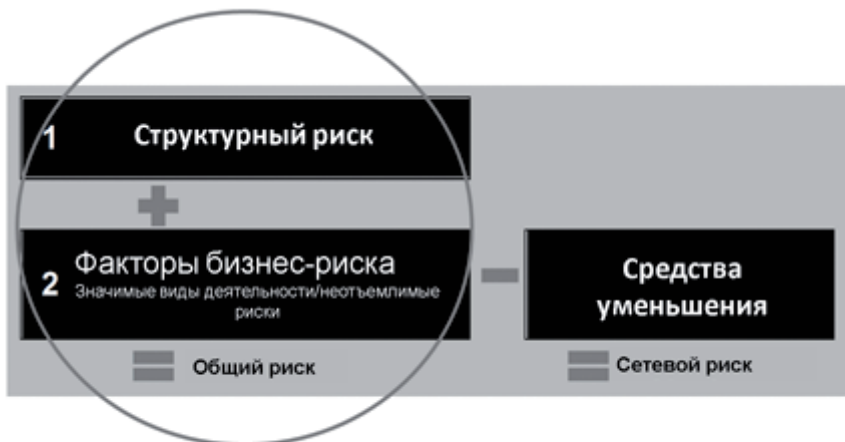 1 Структурный риск
2 Факторы бизнес-риска
Значимые виды деятельности/неотъемлимые
риски
Средства
уменьшения
Общий риск
Сетевой риск